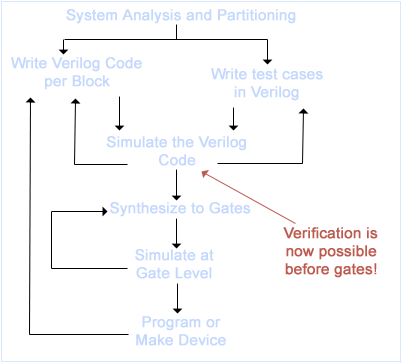 System Analysis and Partitioning
Write Verilog Code
per Block
Write test cases
in Verilog
Simulate the Verilog
Code
Synthesize to Gates
Verification is
now possible
before gates!
Simulate at
Gate Level
Program or
Make Device